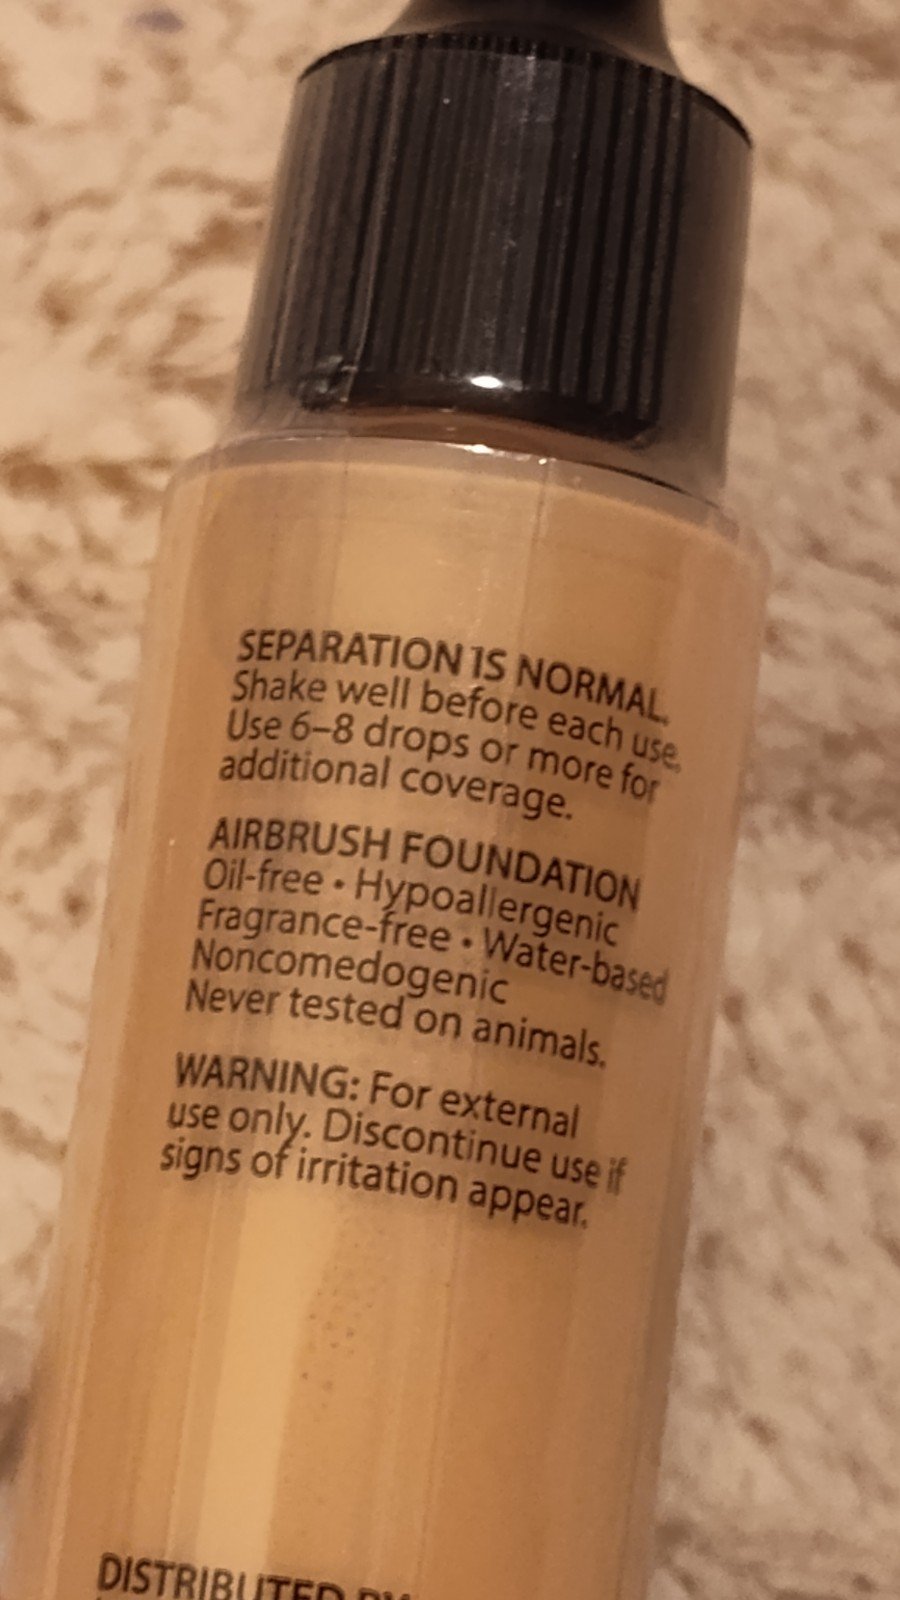 SEPARATION IS NORMAL.
Shake well before each use.
Use 6–8 drops or more for
additional coverage.
AIRBRUSH FOUNDATION
Oil-free • Hypoallergenic
Fragrance-free • Water-based
Noncomedogenic
Never tested on animals.
WARNING: For external
use only. Discontinue use if
signs of irritation appear.
DISTRIBUTED BY